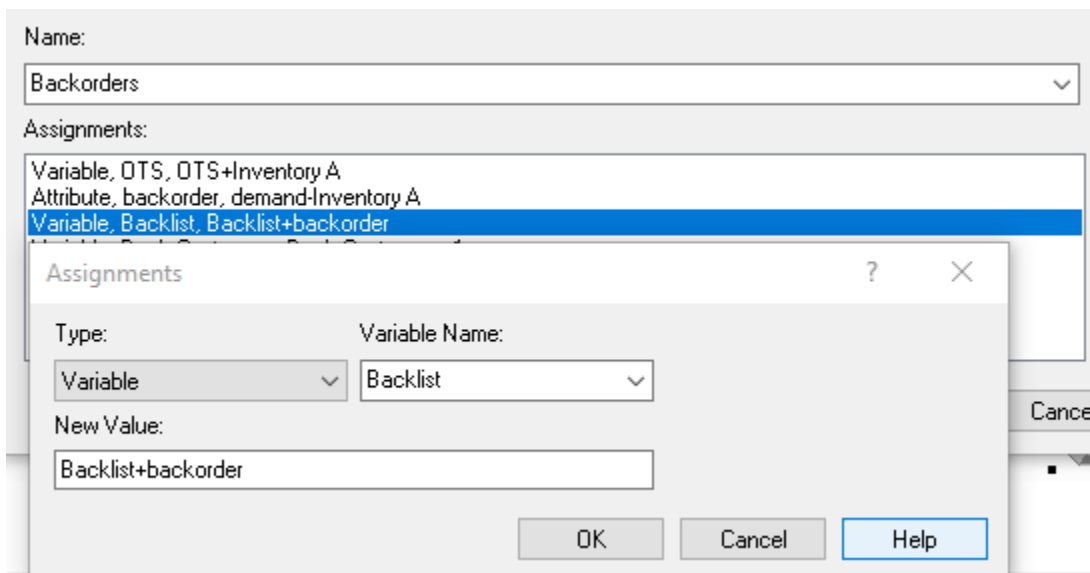 Name:
Backorders
Assignments:
Variable, OTS, OTS+Inventory A
Attribute, backorder, demand-Inventory A
Variable, Backlist, Backlist+backorder
Assignments ?
Type: Variable Name:
Variable Backlist
New Value:
Backlist+backorder
OK Cancel Help
Cance